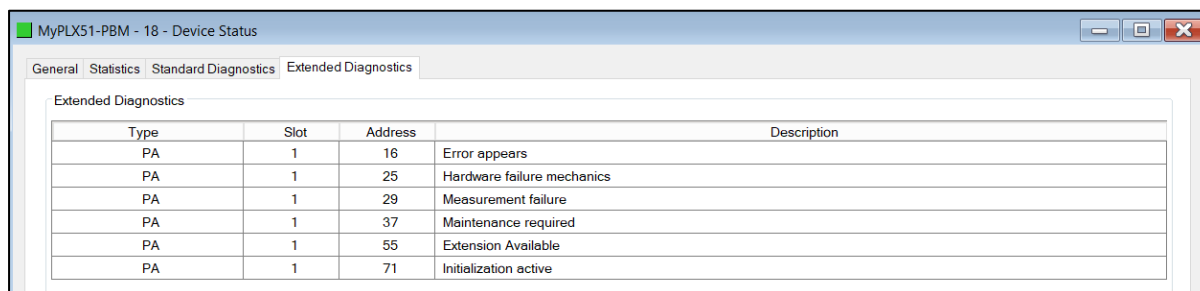 MyPLX51-PBM - 18 - Device Status
General Statistics Standard Diagnostics Extended Diagnostics
Extended Diagnostics
Type Slot Address Description
PA 1 16 Error appears
PA 1 25 Hardware failure mechanics
PA 1 29 Measurement failure
PA 1 37 Maintenance required
PA 1 55 Extension Available
PA 1 71 Initialization active